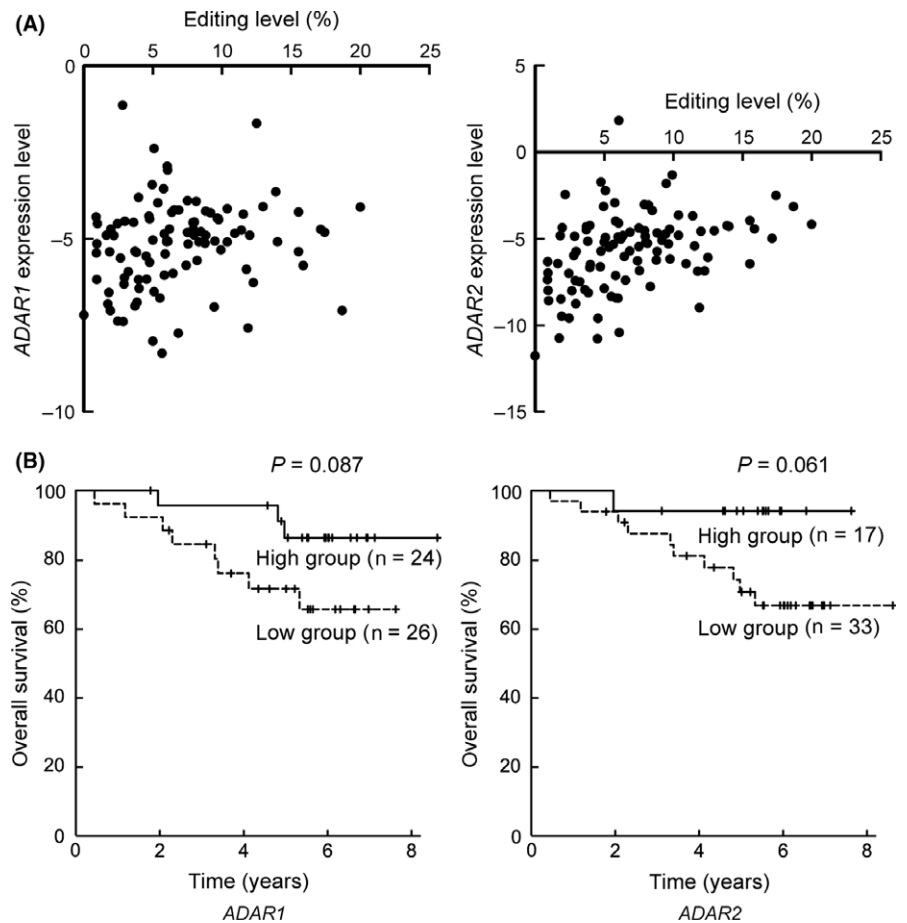 (A)
Editing level (%)
0 5 10 15 20 25
0
–5
–10
ADAR1 expression level
Editing level (%)
5 10 15 20 25
5
0
–5
–10
–15
ADAR2 expression level
(B)
P = 0.087
100
80
60
40
20
0
Overall survival (%)
High group (n = 24)
Low group (n = 26)
0 2 4 6 8
Time (years)
ADAR1
P = 0.061
100
80
60
40
20
0
Overall survival (%)
High group (n = 17)
Low group (n = 33)
0 2 4 6 8
Time (years)
ADAR2